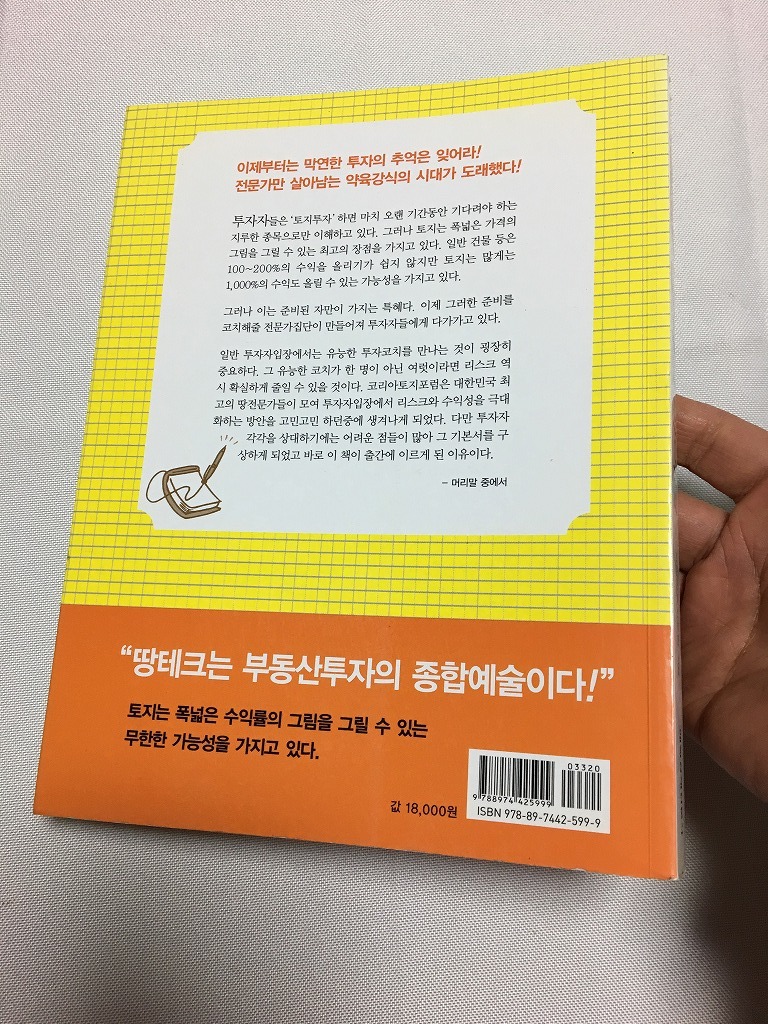 이제부터는 막연한 투자의 추억은 잊어라!
전문가만 살아남는 약육강식의 시대가 도래했다!
투자자들은 ‘토지투자’ 하면 마치 오랜 기간동안 기다려야 하는
지루한 종목으로만 이해하고 있다. 그러나 토지는 폭넓은 가격의
그림을 그릴 수 있는 최고의 장점을 가지고 있다. 일반 건물 등은
100~200%의 수익을 올리기가 쉽지 않지만 토지는 많게는
1,000%의 수익도 올릴 수 있는 가능성을 가지고 있다.
그러나 이는 준비된 자만이 가지는 특혜다. 이제 그러한 준비를
코치해줄 전문가집단이 만들어져 투자자들에게 다가가고 있다.
일반 투자자입장에서는 유능한 투자코치를 만나는 것이 굉장히
중요하다. 그 유능한 코치가 한 명이 아닌 여럿이라면 리스크 역
시 확실하게 줄일 수 있을 것이다. 코리아토지포럼은 대한민국 최
고의 땅전문가들이 모여 투자자입장에서 리스크와 수익성을 극대
화하는 방안을 고민고민 하던중에 생겨나게 되었다. 다만 투자자
각각을 상대하기에는 어려운 점들이 많아 그 기본서를 구
상하게 되었고 바로 이 책이 출간에 이르게 된 이유이다.
– 머리말 중에서
“땅테크는 부동산투자의 종합예술이다!”
토지는 폭넓은 수익률의 그림을 그릴 수 있는
무한한 가능성을 가지고 있다.
값 18,000원
03320
9 788974 425999
ISBN 978-89-7442-599-9